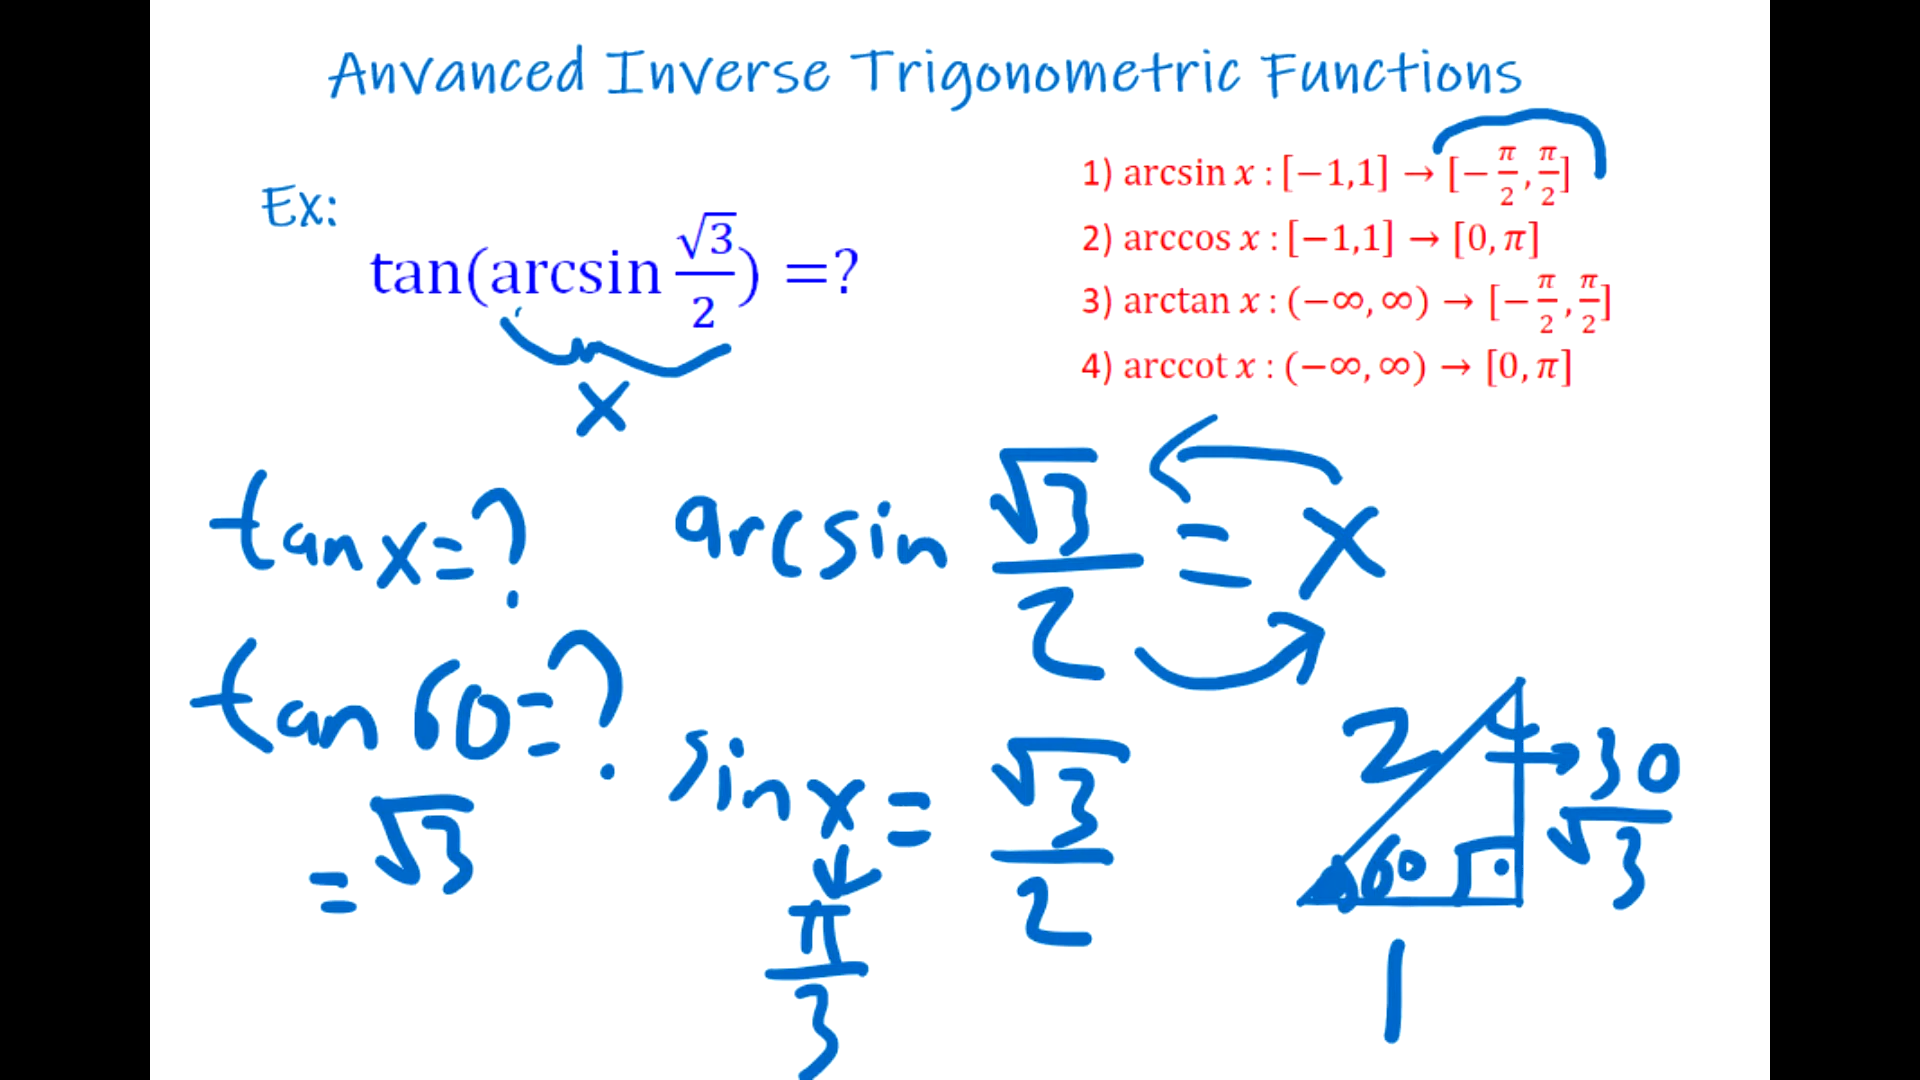 Anvanced Inverse Trigonometric Functions
Ex:
tan(arcsin √3/2) =?
x
1) arcsin x : [−1,1] → [−π/2, π/2]
2) arccos x : [−1,1] → [0, π]
3) arctan x : (−∞, ∞) → [−π/2, π/2]
4) arccot x : (−∞, ∞) → [0, π]
tan x = ?
arcsin √3/2 = x
tan 60 = ?
= √3
sin x = √3/2
π/3
2
30
√3
60
1